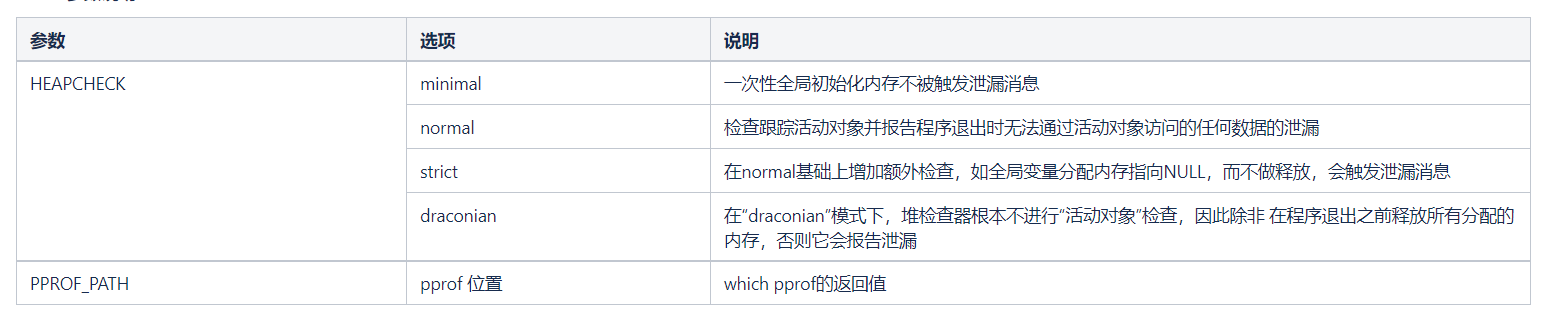 参数 选项 说明
HEAPCHECK minimal 一次性全局初始化内存不被触发泄漏消息
normal 检查跟踪活动对象并报告程序退出时无法通过活动对象访问的任何数据的泄漏
strict 在normal基础上增加额外检查，如全局变量分配内存指向NULL，而不做释放，会触发泄漏消息
draconian 在“draconian”模式下，堆检查器根本不进行“活动对象”检查，因此除非 在程序退出之前释放所有分配的
内存，否则它会报告泄漏
PPROF_PATH pprof 位置 which pprof的返回值